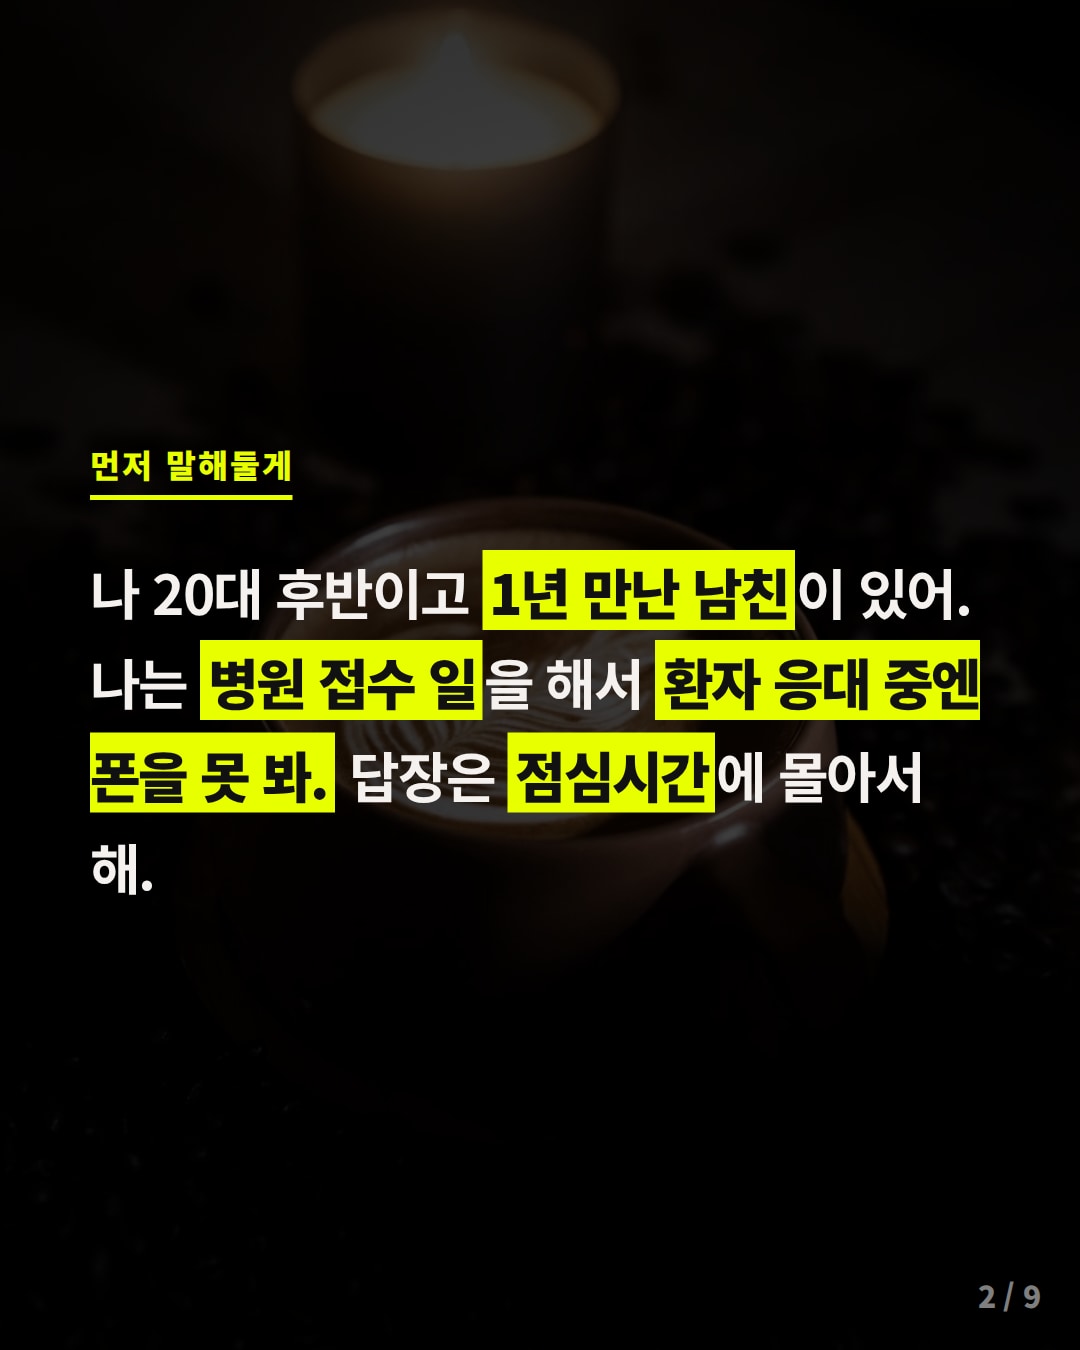 먼저 말해둘게
나 20대 후반이고 1년 만난 남친이 있어.
나는 병원 접수 일을 해서 환자 응대 중엔
폰을 못 봐. 답장은 점심시간에 몰아서
해.
2 / 9